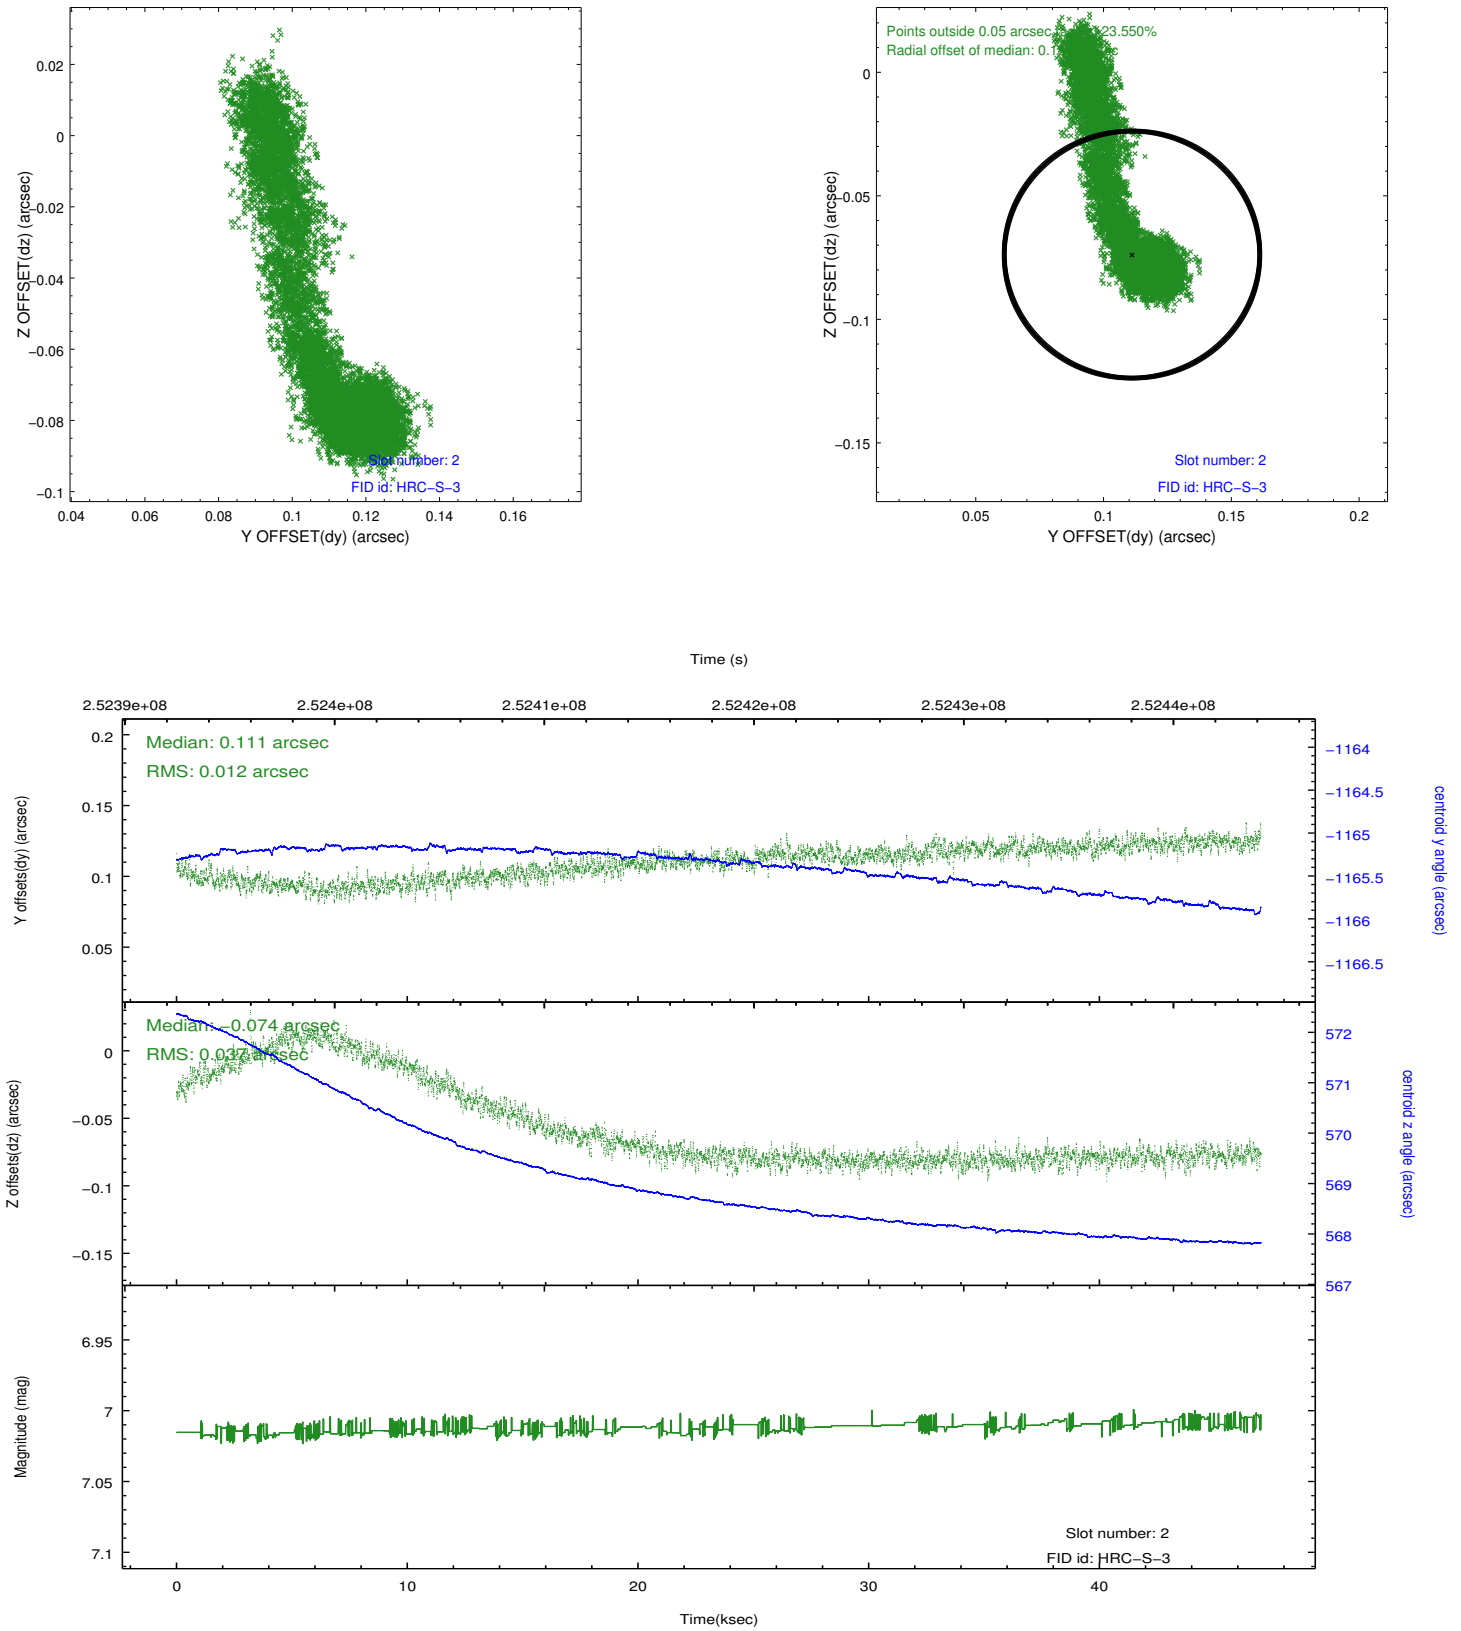 0.02
0
−0.02
−0.04
−0.06
−0.08
−0.1
Z OFFSET(dz) (arcsec)
Slot number: 2
FID id: HRC−S−3
0.04 0.06 0.08 0.1 0.12 0.14 0.16
Y OFFSET(dy) (arcsec)
Points outside 0.05 arcsec 23.550%
Radial offset of median:
0
−0.05
−0.1
−0.15
Z OFFSET(dz) (arcsec)
Slot number: 2
FID id: HRC−S−3
0.05 0.1 0.15 0.2
Y OFFSET(dy) (arcsec)
Time (s)
2.5239e+08 2.524e+08 2.5241e+08 2.5242e+08 2.5243e+08 2.5244e+08
Median: 0.111 arcsec
RMS: 0.012 arcsec
0.2
0.15
0.1
0.05
Y offsets(dy) (arcsec)
−1164
−1164.5
−1165
−1165.5
−1166
−1166.5
centroid y angle (arcsec)
Median: −0.074 arcsec
RMS: 0.037 arcsec
0
−0.05
−0.1
−0.15
Z offsets(dz) (arcsec)
572
571
570
569
568
567
centroid z angle (arcsec)
6.95
7
7.05
7.1
Magnitude (mag)
Slot number: 2
FID id: HRC−S−3
0 10 20 30 40
Time(ksec)